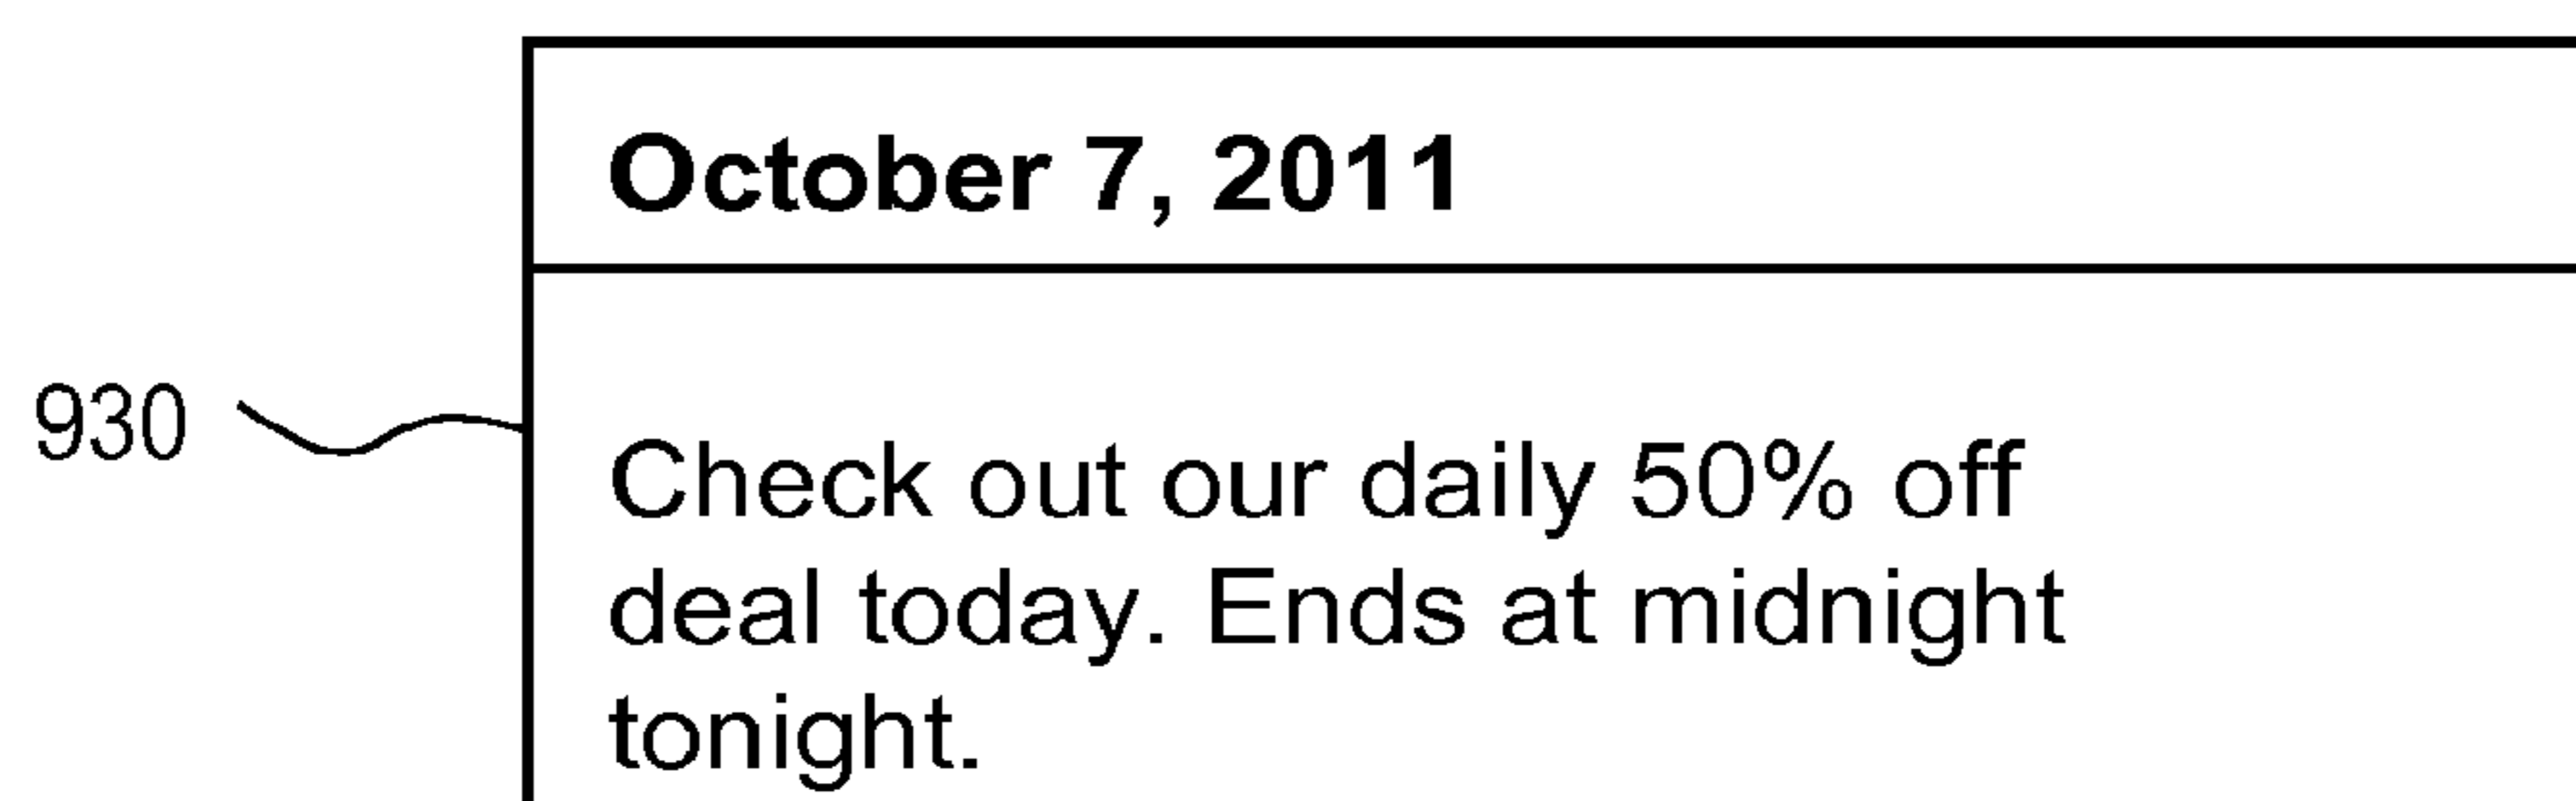 October 7, 2011
930
Check out our daily 50% off
deal today. Ends at midnight
tonight.